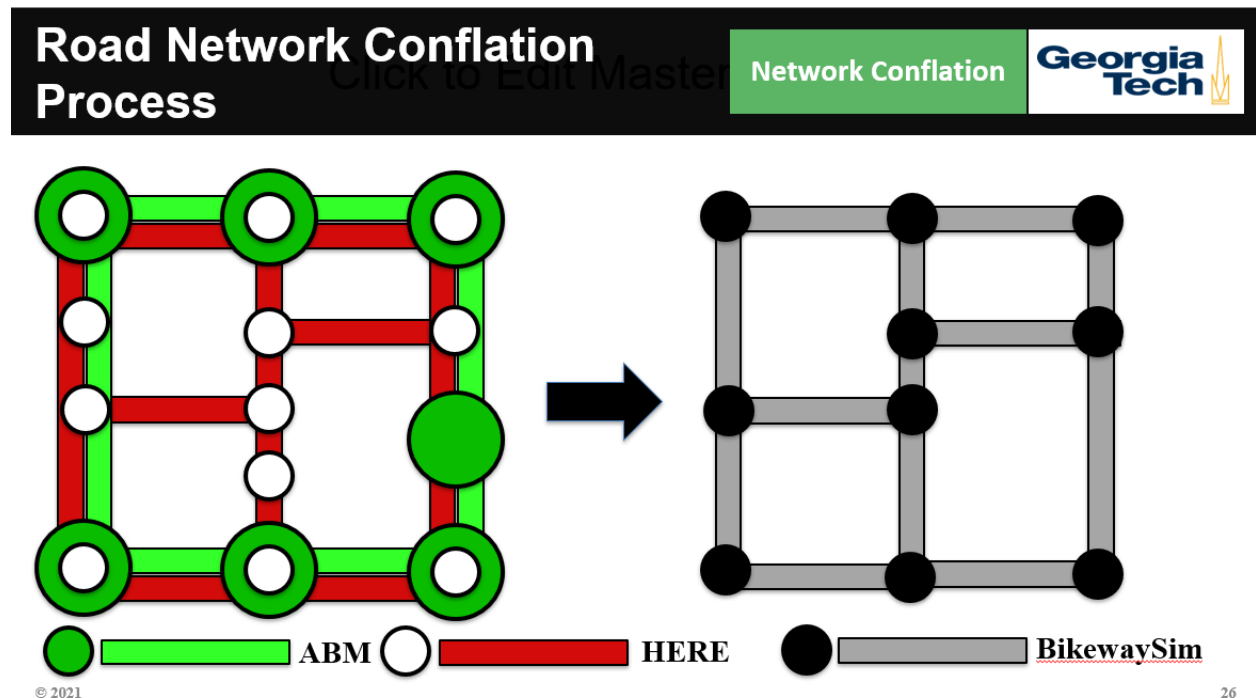 Road Network Conflation
Process
Click to Edit Master
Network Conflation
Georgia
Tech
ABM
HERE
BikewaySim
© 2021
26